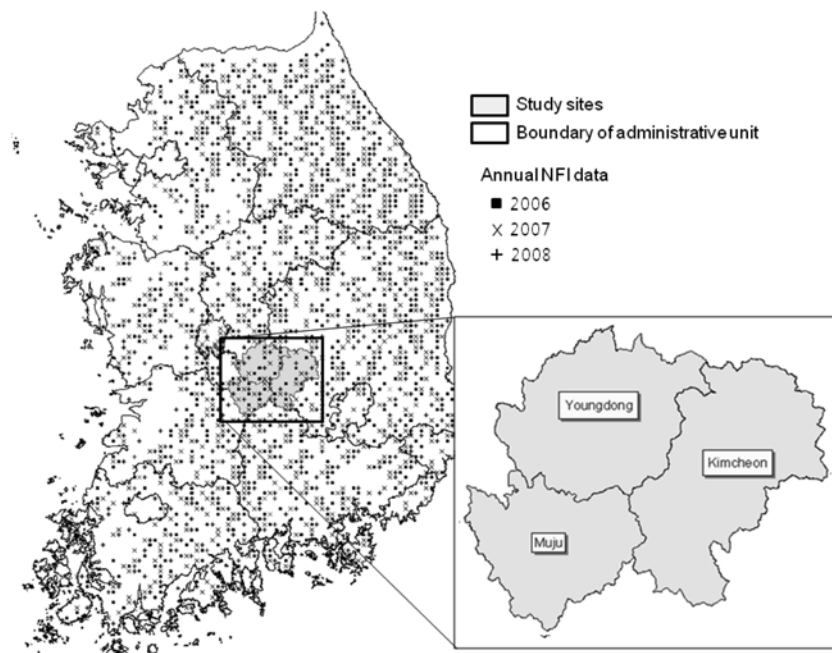 Study sites
Boundary of administrative unit
Annual NFI data
2006
2007
2008
Youngdong
Kimcheon
Muju